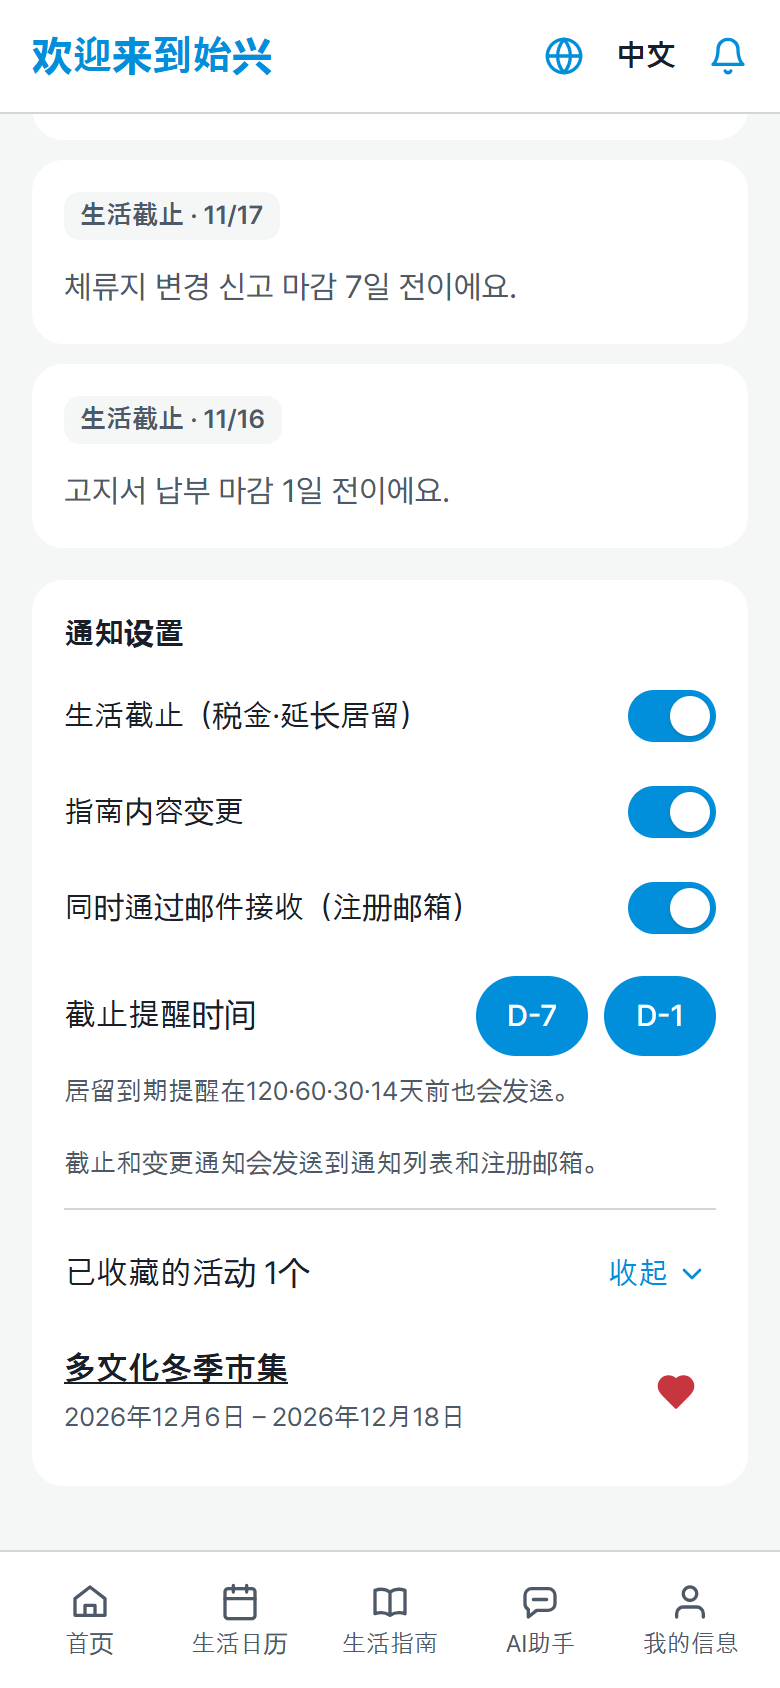 欢迎来到始兴
中文
生活截止 · 11/17
체류지 변경 신고 마감 7일 전이에요.
生活截止 · 11/16
고지서 납부 마감 1일 전이에요.
通知设置
生活截止（税金·延长居留）
指南内容变更
同时通过邮件接收（注册邮箱）
截止提醒时间
D-7
D-1
居留到期提醒在120·60·30·14天前也会发送。
截止和变更通知会发送到通知列表和注册邮箱。
已收藏的活动 1个
收起
多文化冬季市集
2026年12月6日 – 2026年12月18日
首页
生活日历
生活指南
AI助手
我的信息